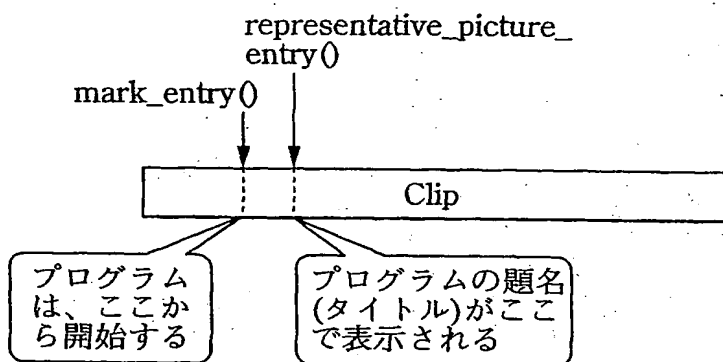 representative_picture_
entry()
mark_entry()
Clip
プログラム
は、ここか
ら開始する
プログラムの題名
(タイトル)がここ
で表示される